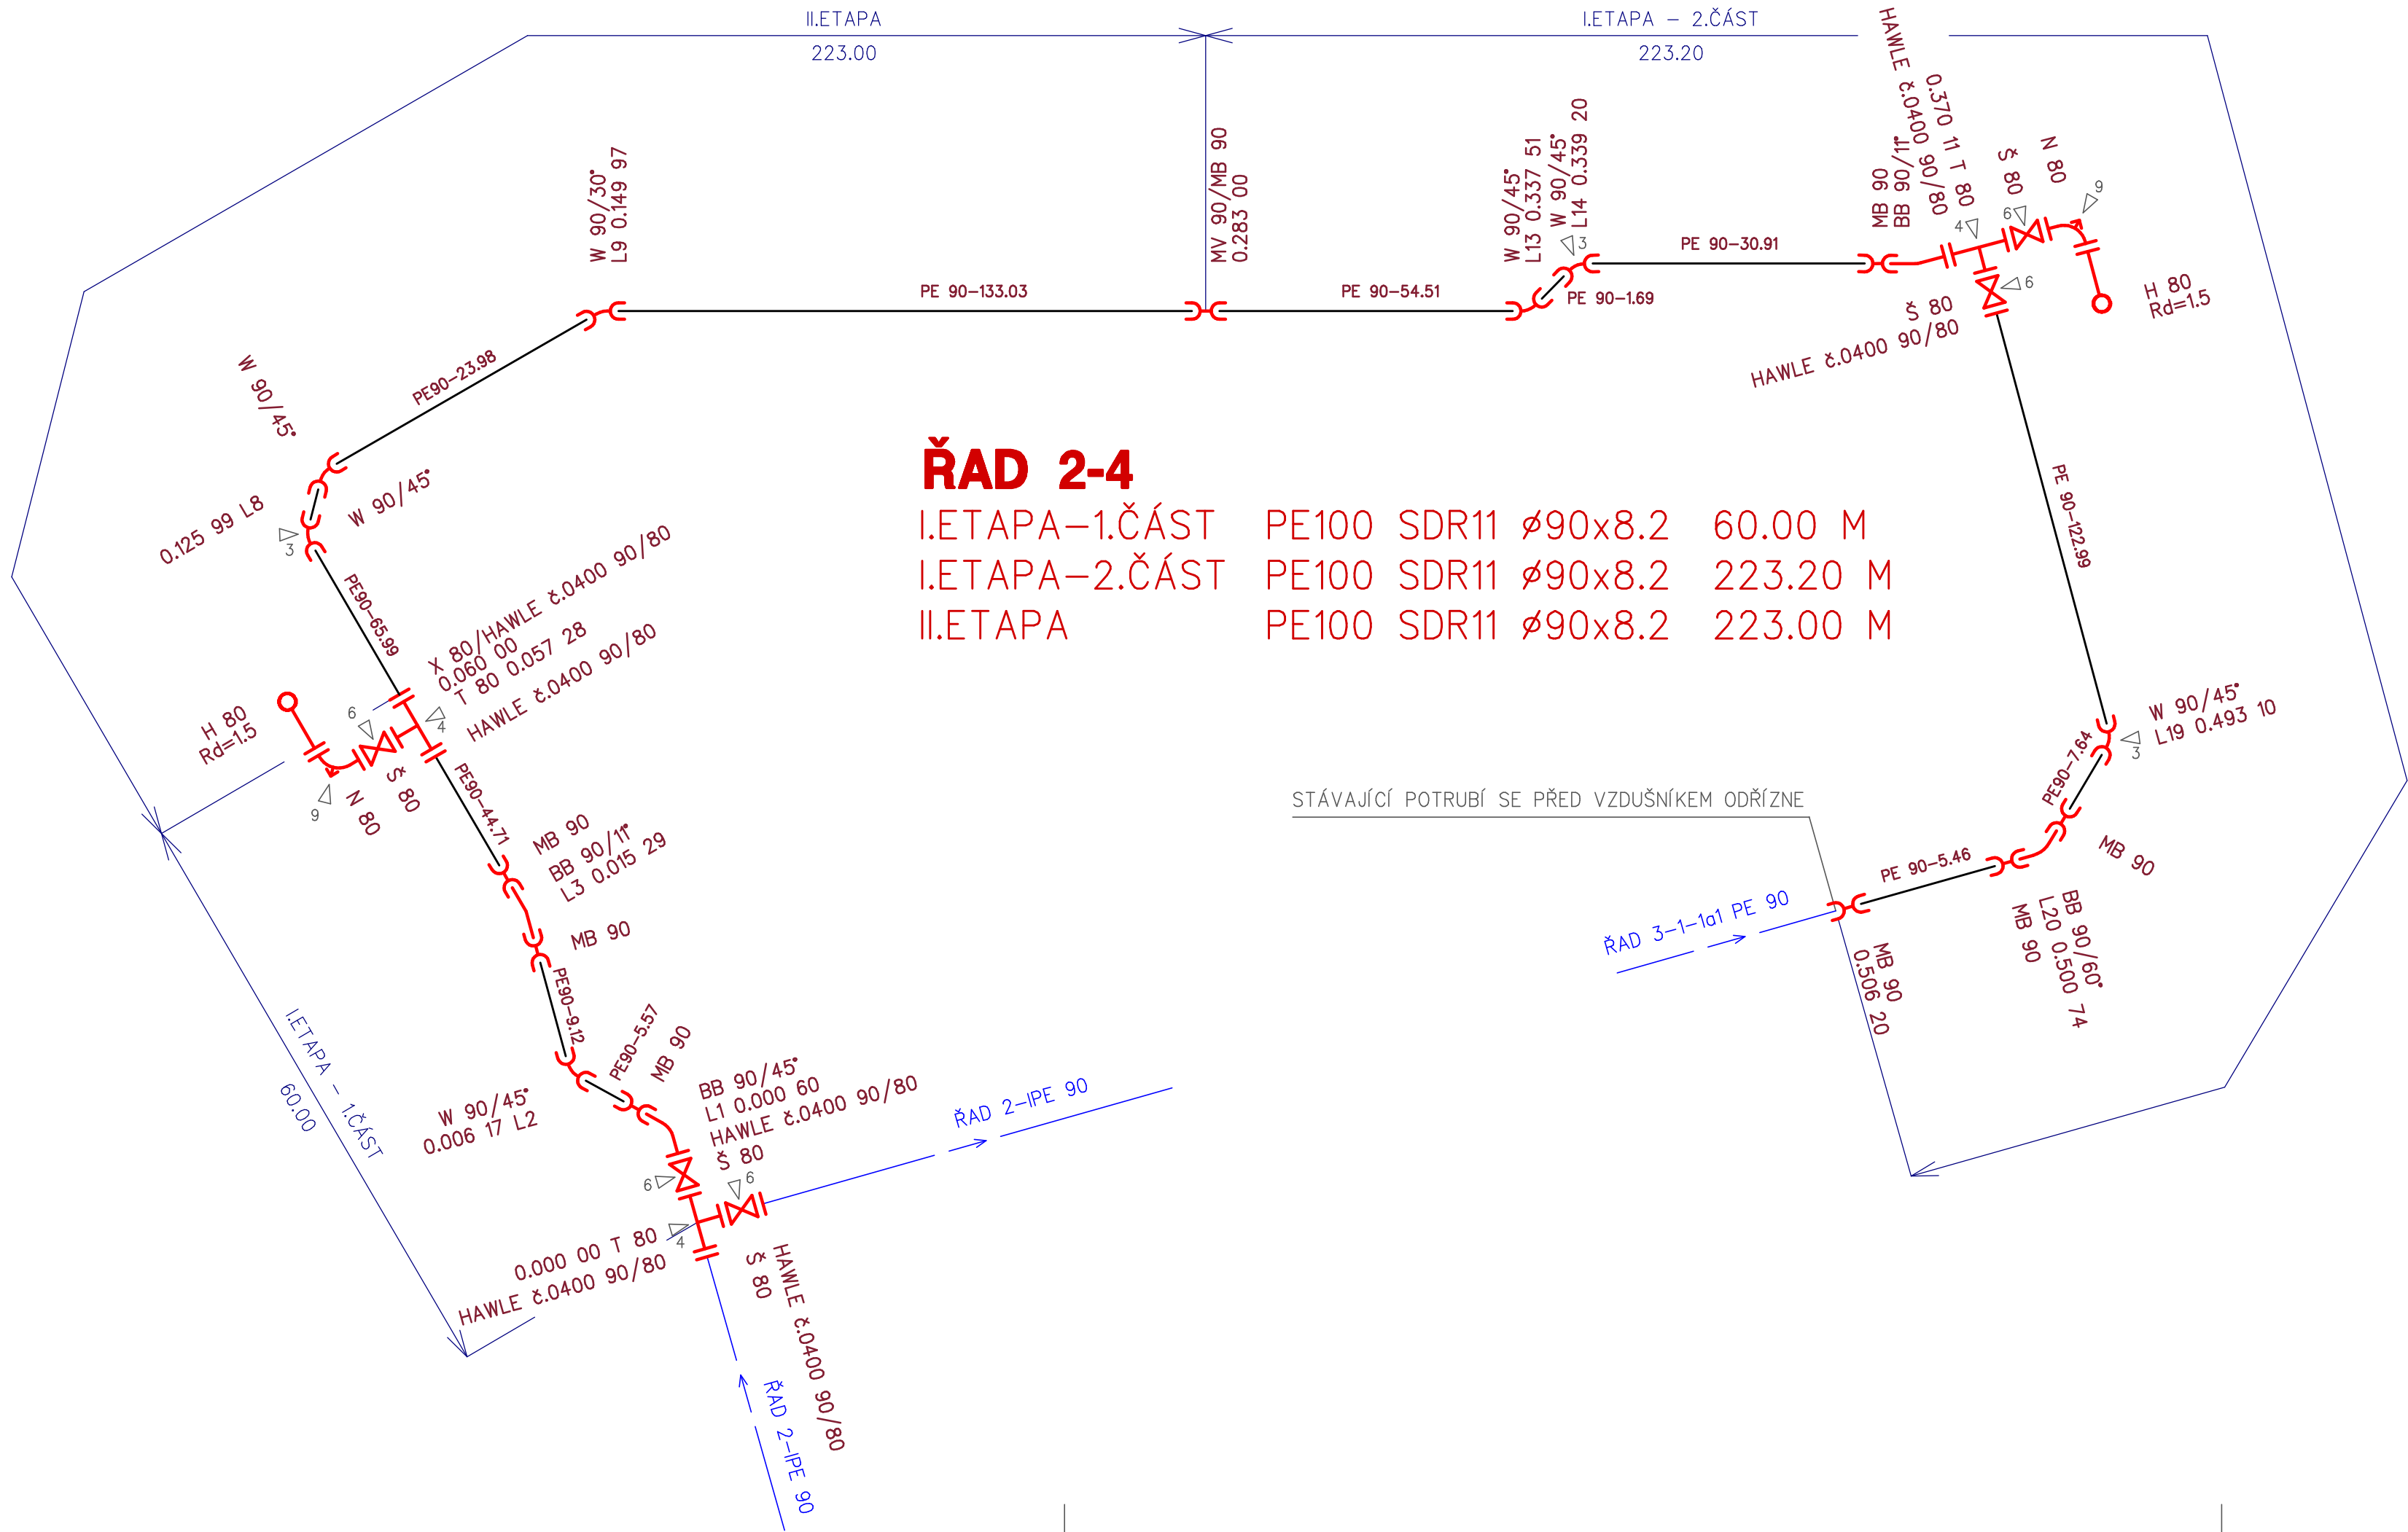 II.ETAPA
223.00
I.ETAPA - 2.ČÁST
223.20
HAWLE č.0400 90/80
0.370 11 T 80
MB 90
BB 90/11°
Š 80
N 80
9
6
4
6
H 80
Rd=1.5
Š 80
HAWLE č.0400 90/80
W 90/30°
L9 0.149 97
MV 90/MB 90
0.283 00
W 90/45°
L13 0.337 51
W 90/45°
L14 0.339 20
3
PE 90-30.91
PE 90-133.03
PE 90-54.51
PE 90-1.69
PE90-23.98
W 90/45°
W 90/45°
0.125 99 L8
3
PE90-65.99
ŘAD 2-4
I.ETAPA-1.ČÁST PE100 SDR11 ø90x8.2 60.00 M
I.ETAPA-2.ČÁST PE100 SDR11 ø90x8.2 223.20 M
II.ETAPA PE100 SDR11 ø90x8.2 223.00 M
PE 90-122.99
X 80/HAWLE č.0400 90/80
0.060 00
T 80 0.057 28
HAWLE č.0400 90/80
4
6
H 80
Rd=1.5
Š 80
N 80
9
PE90-44.71
MB 90
BB 90/11°
L3 0.015 29
MB 90
PE90-9.12
PE90-5.57
MB 90
W 90/45°
0.006 17 L2
BB 90/45°
L1 0.000 60
HAWLE č.0400 90/80
Š 80
6
6
4
0.000 00 T 80
HAWLE č.0400 90/80
Š 80
HAWLE č.0400 90/80
ŘAD 2-IPE 90
ŘAD 2-IPE 90
I.ETAPA - 1.ČÁST
60.00
W 90/45°
L19 0.493 10
3
PE90-7.64
MB 90
STÁVAJÍCÍ POTRUBÍ SE PŘED VZDUŠNÍKEM ODŘÍZNE
PE 90-5.46
BB 90/60°
L20 0.500 74
MB 90
ŘAD 3-1-1a1 PE 90
MB 90
0.506 20